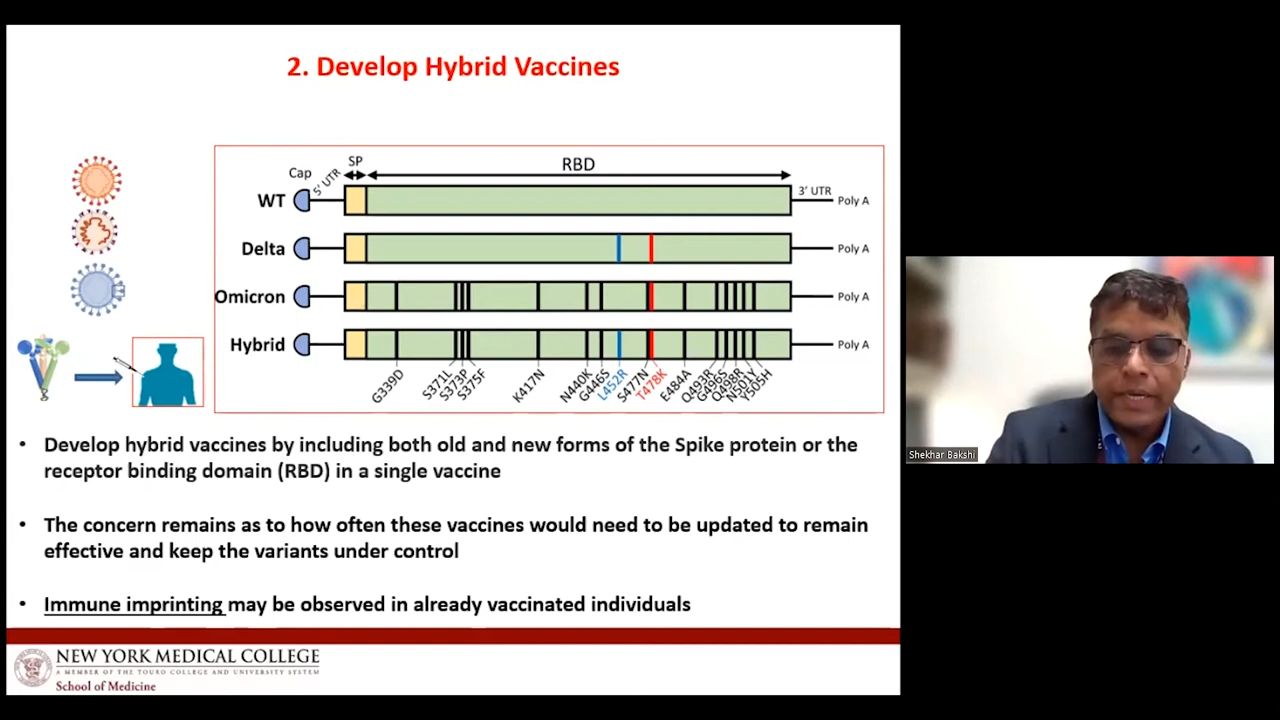 2. Develop Hybrid Vaccines
Cap
5' UTR
SP
RBD
3' UTR
WT
Poly A
Delta
Poly A
Omicron
Poly A
Hybrid
Poly A
G339D
S371L
S373P
S375F
K417N
N440K
G446S
L452R
S477N
T478K
E484A
Q493R
G496S
Q498R
N501Y
Y505H
• Develop hybrid vaccines by including both old and new forms of the Spike protein or the
receptor binding domain (RBD) in a single vaccine
• The concern remains as to how often these vaccines would need to be updated to remain
effective and keep the variants under control
• Immune imprinting may be observed in already vaccinated individuals
NEW YORK MEDICAL COLLEGE
A MEMBER OF THE TOURO COLLEGE AND UNIVERSITY SYSTEM
School of Medicine
Shekhar Bakshi